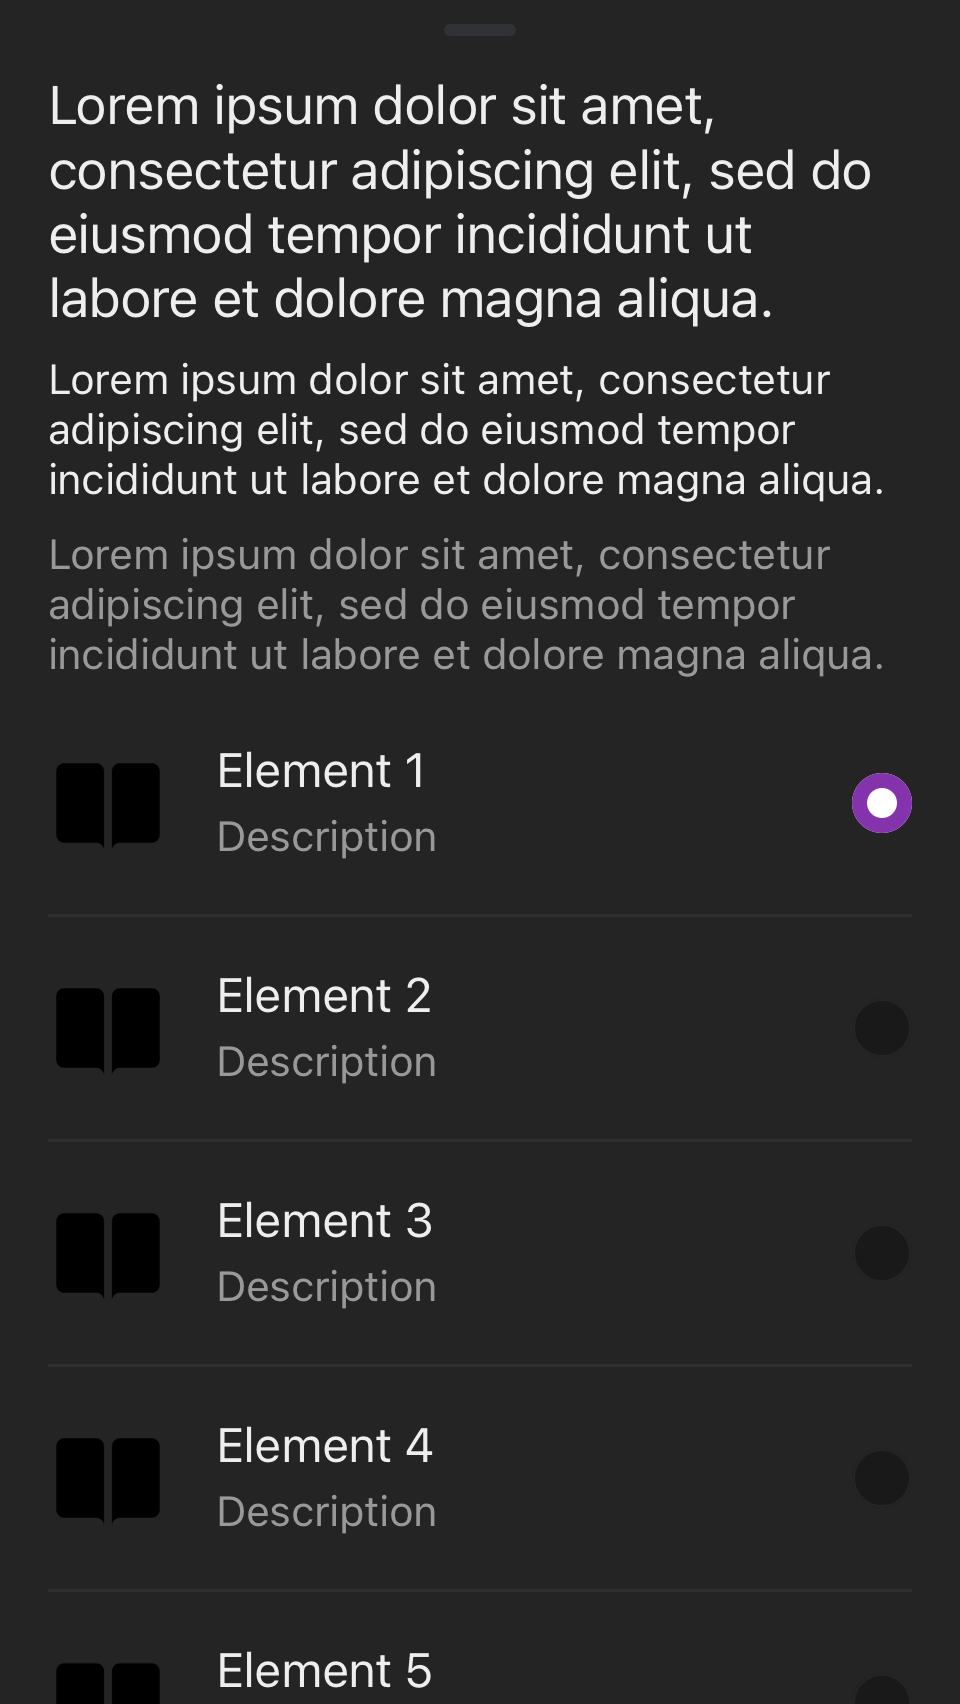 Lorem ipsum dolor sit amet,
consectetur adipiscing elit, sed do
eiusmod tempor incididunt ut
labore et dolore magna aliqua.
Lorem ipsum dolor sit amet, consectetur
adipiscing elit, sed do eiusmod tempor
incididunt ut labore et dolore magna aliqua.
Lorem ipsum dolor sit amet, consectetur
adipiscing elit, sed do eiusmod tempor
incididunt ut labore et dolore magna aliqua.
Element 1
Description
Element 2
Description
Element 3
Description
Element 4
Description
Element 5